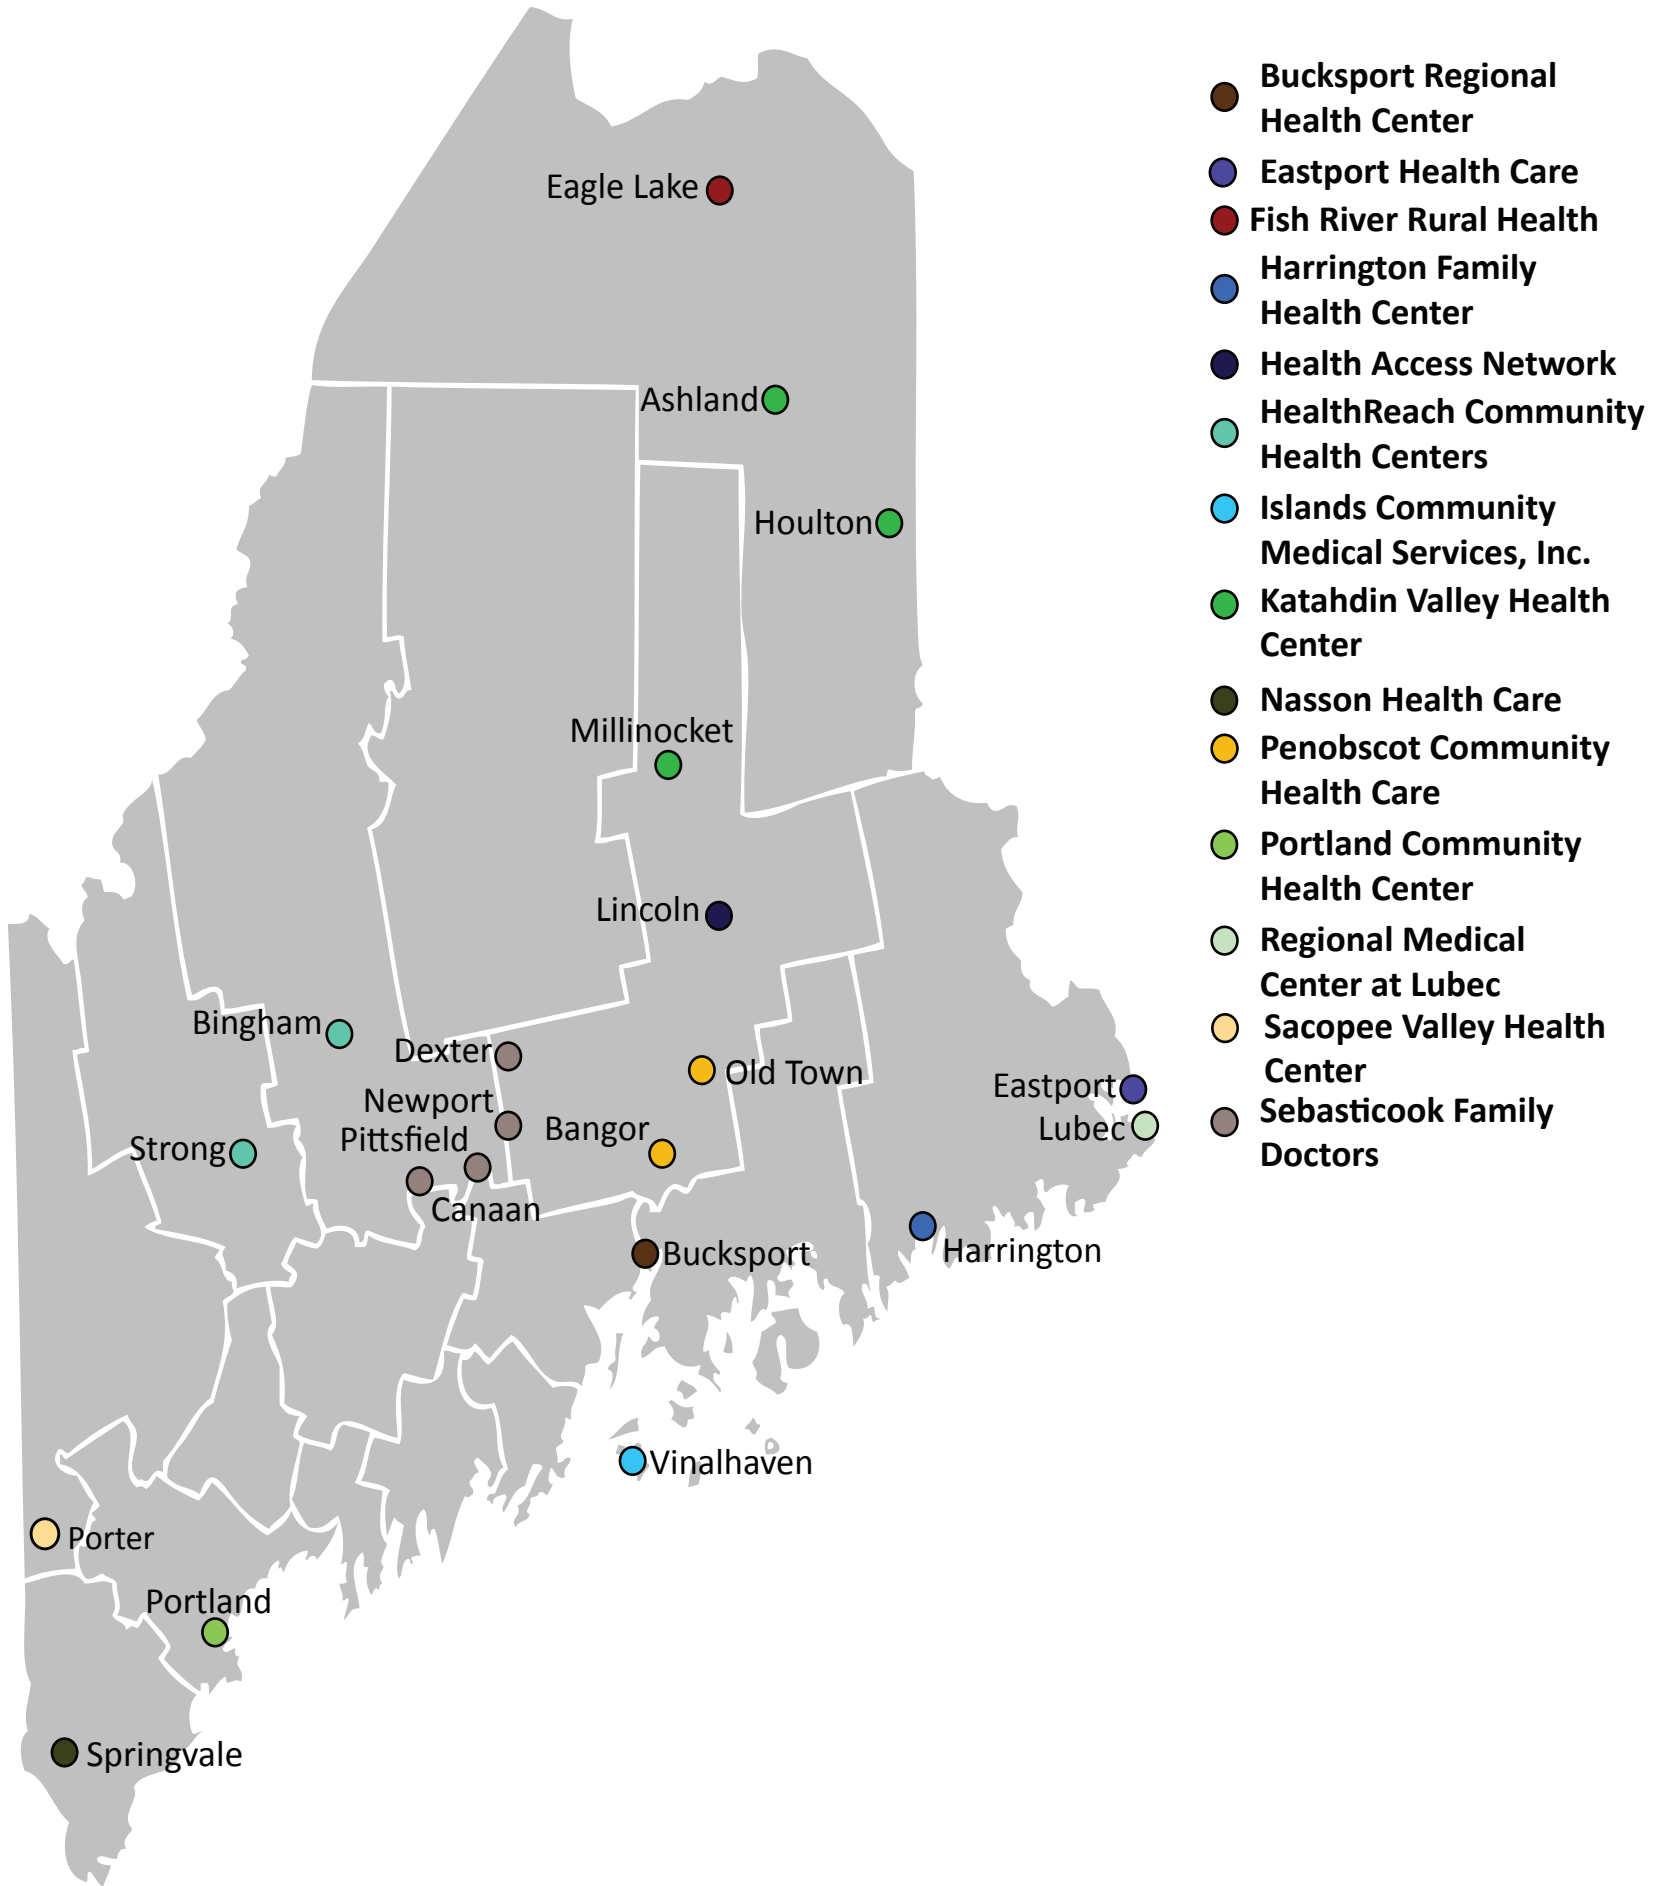 Eagle Lake
Ashland
Houlton
Millinocket
Lincoln
Bingham
Dexter
Old Town
Newport
Eastport
Pittsfield
Bangor
Lubec
Strong
Canaan
Bucksport
Harrington
Vinalhaven
Porter
Portland
Springvale
Bucksport Regional
Health Center
Eastport Health Care
Fish River Rural Health
Harrington Family
Health Center
Health Access Network
HealthReach Community
Health Centers
Islands Community
Medical Services, Inc.
Katahdin Valley Health
Center
Nasson Health Care
Penobscot Community
Health Care
Portland Community
Health Center
Regional Medical
Center at Lubec
Sacopee Valley Health
Center
Sebasticook Family
Doctors